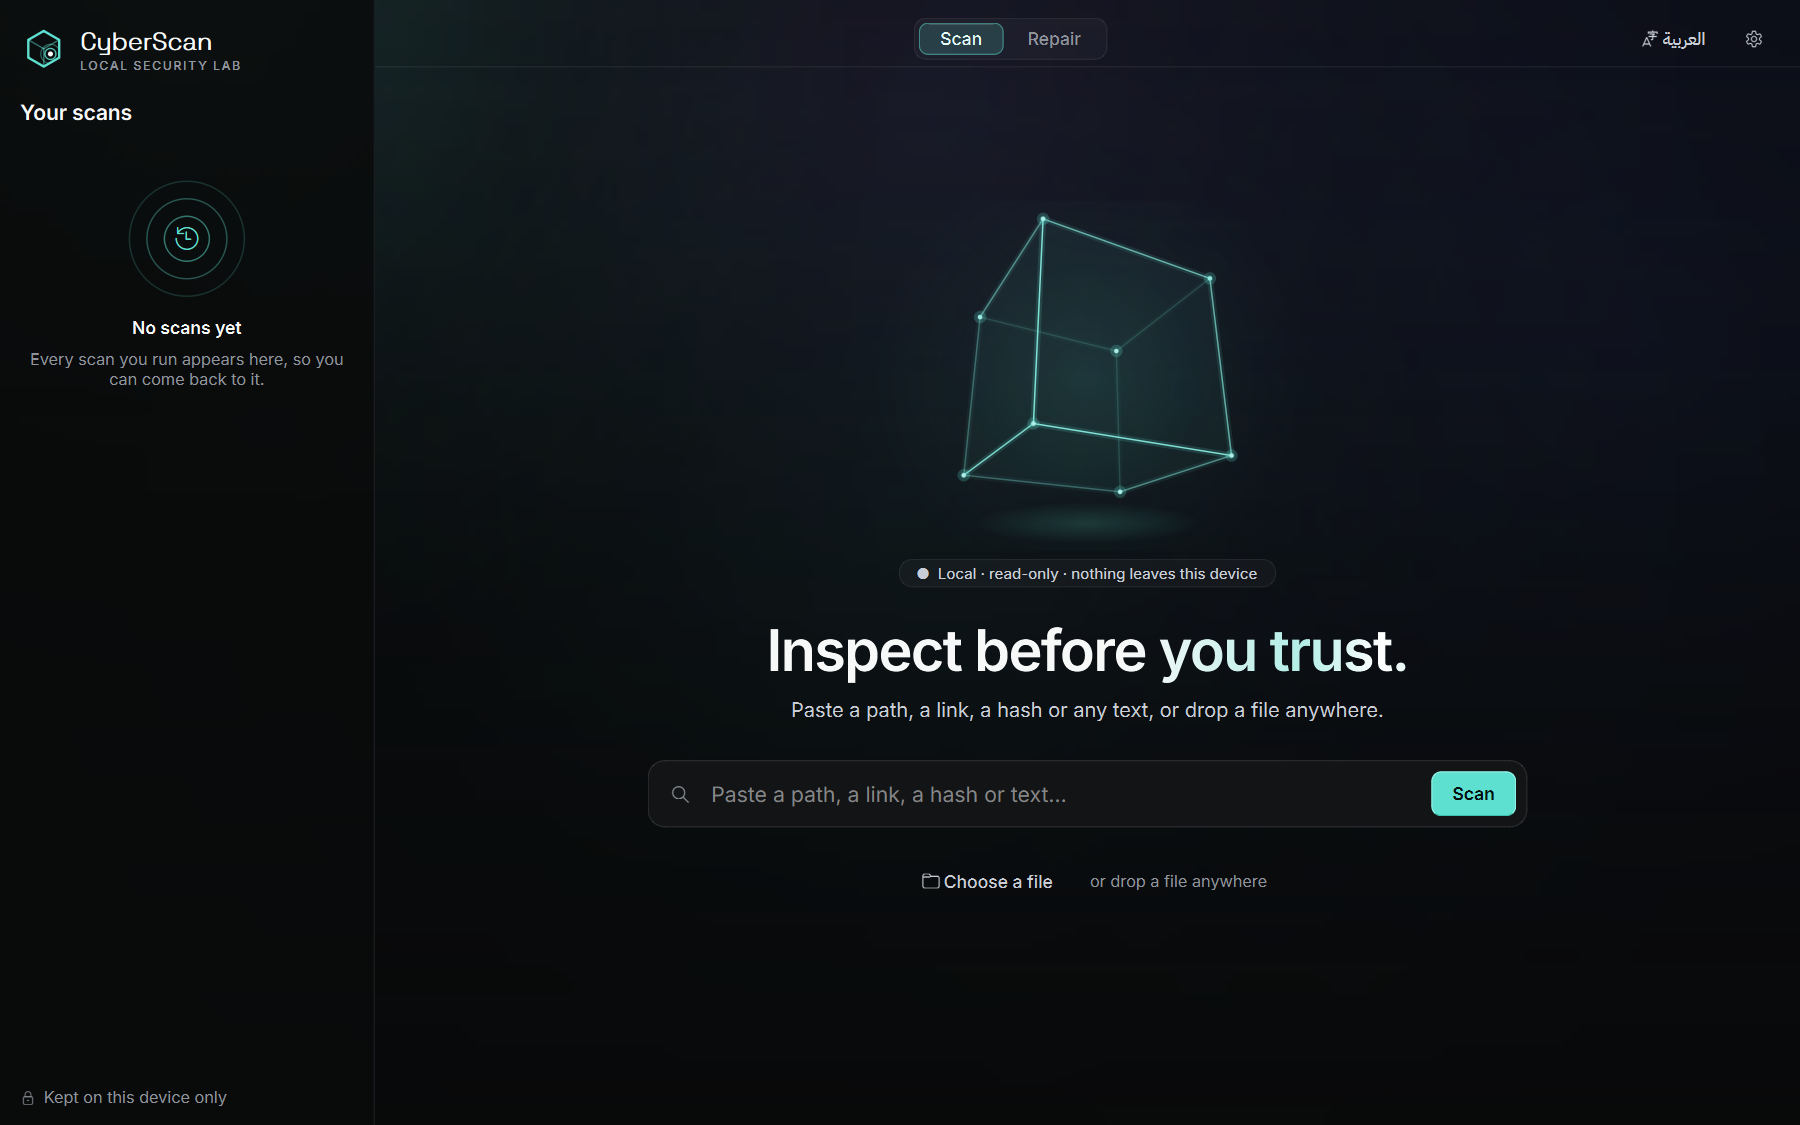 CyberScan
LOCAL SECURITY LAB
Your scans
No scans yet
Every scan you run appears here, so you
can come back to it.
Kept on this device only
Scan
Repair
العربية
Local · read-only · nothing leaves this device
Inspect before you trust.
Paste a path, a link, a hash or any text, or drop a file anywhere.
Paste a path, a link, a hash or text...
Scan
Choose a file
or drop a file anywhere